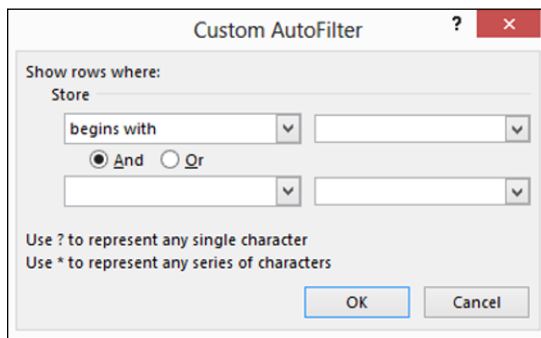 Custom AutoFilter ?
Show rows where:
Store
begins with
And Or
Use ? to represent any single character
Use * to represent any series of characters
OK Cancel